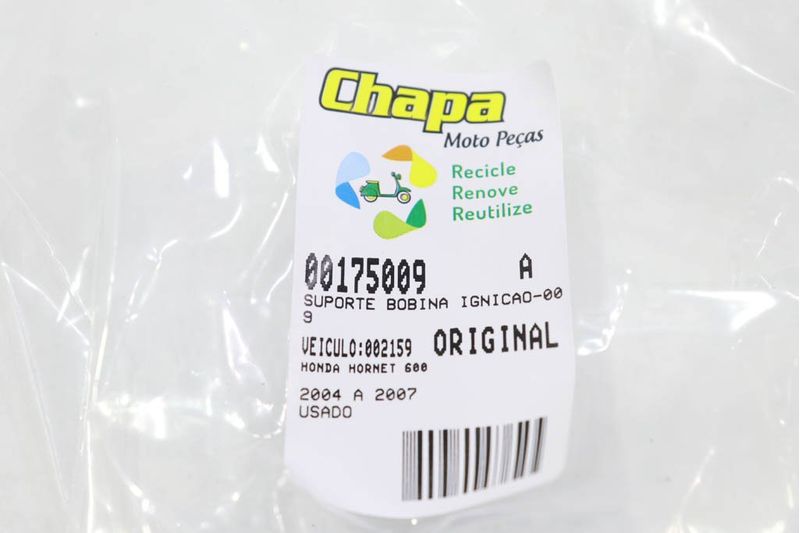 Chapa
Moto Peças
Recicle
Renove
Reutilize
00175009 A
SUPORTE BOBINA IGNICAO-00
9
VEICULO:002159 ORIGINAL
HONDA HORNET 600
2004 A 2007
USADO